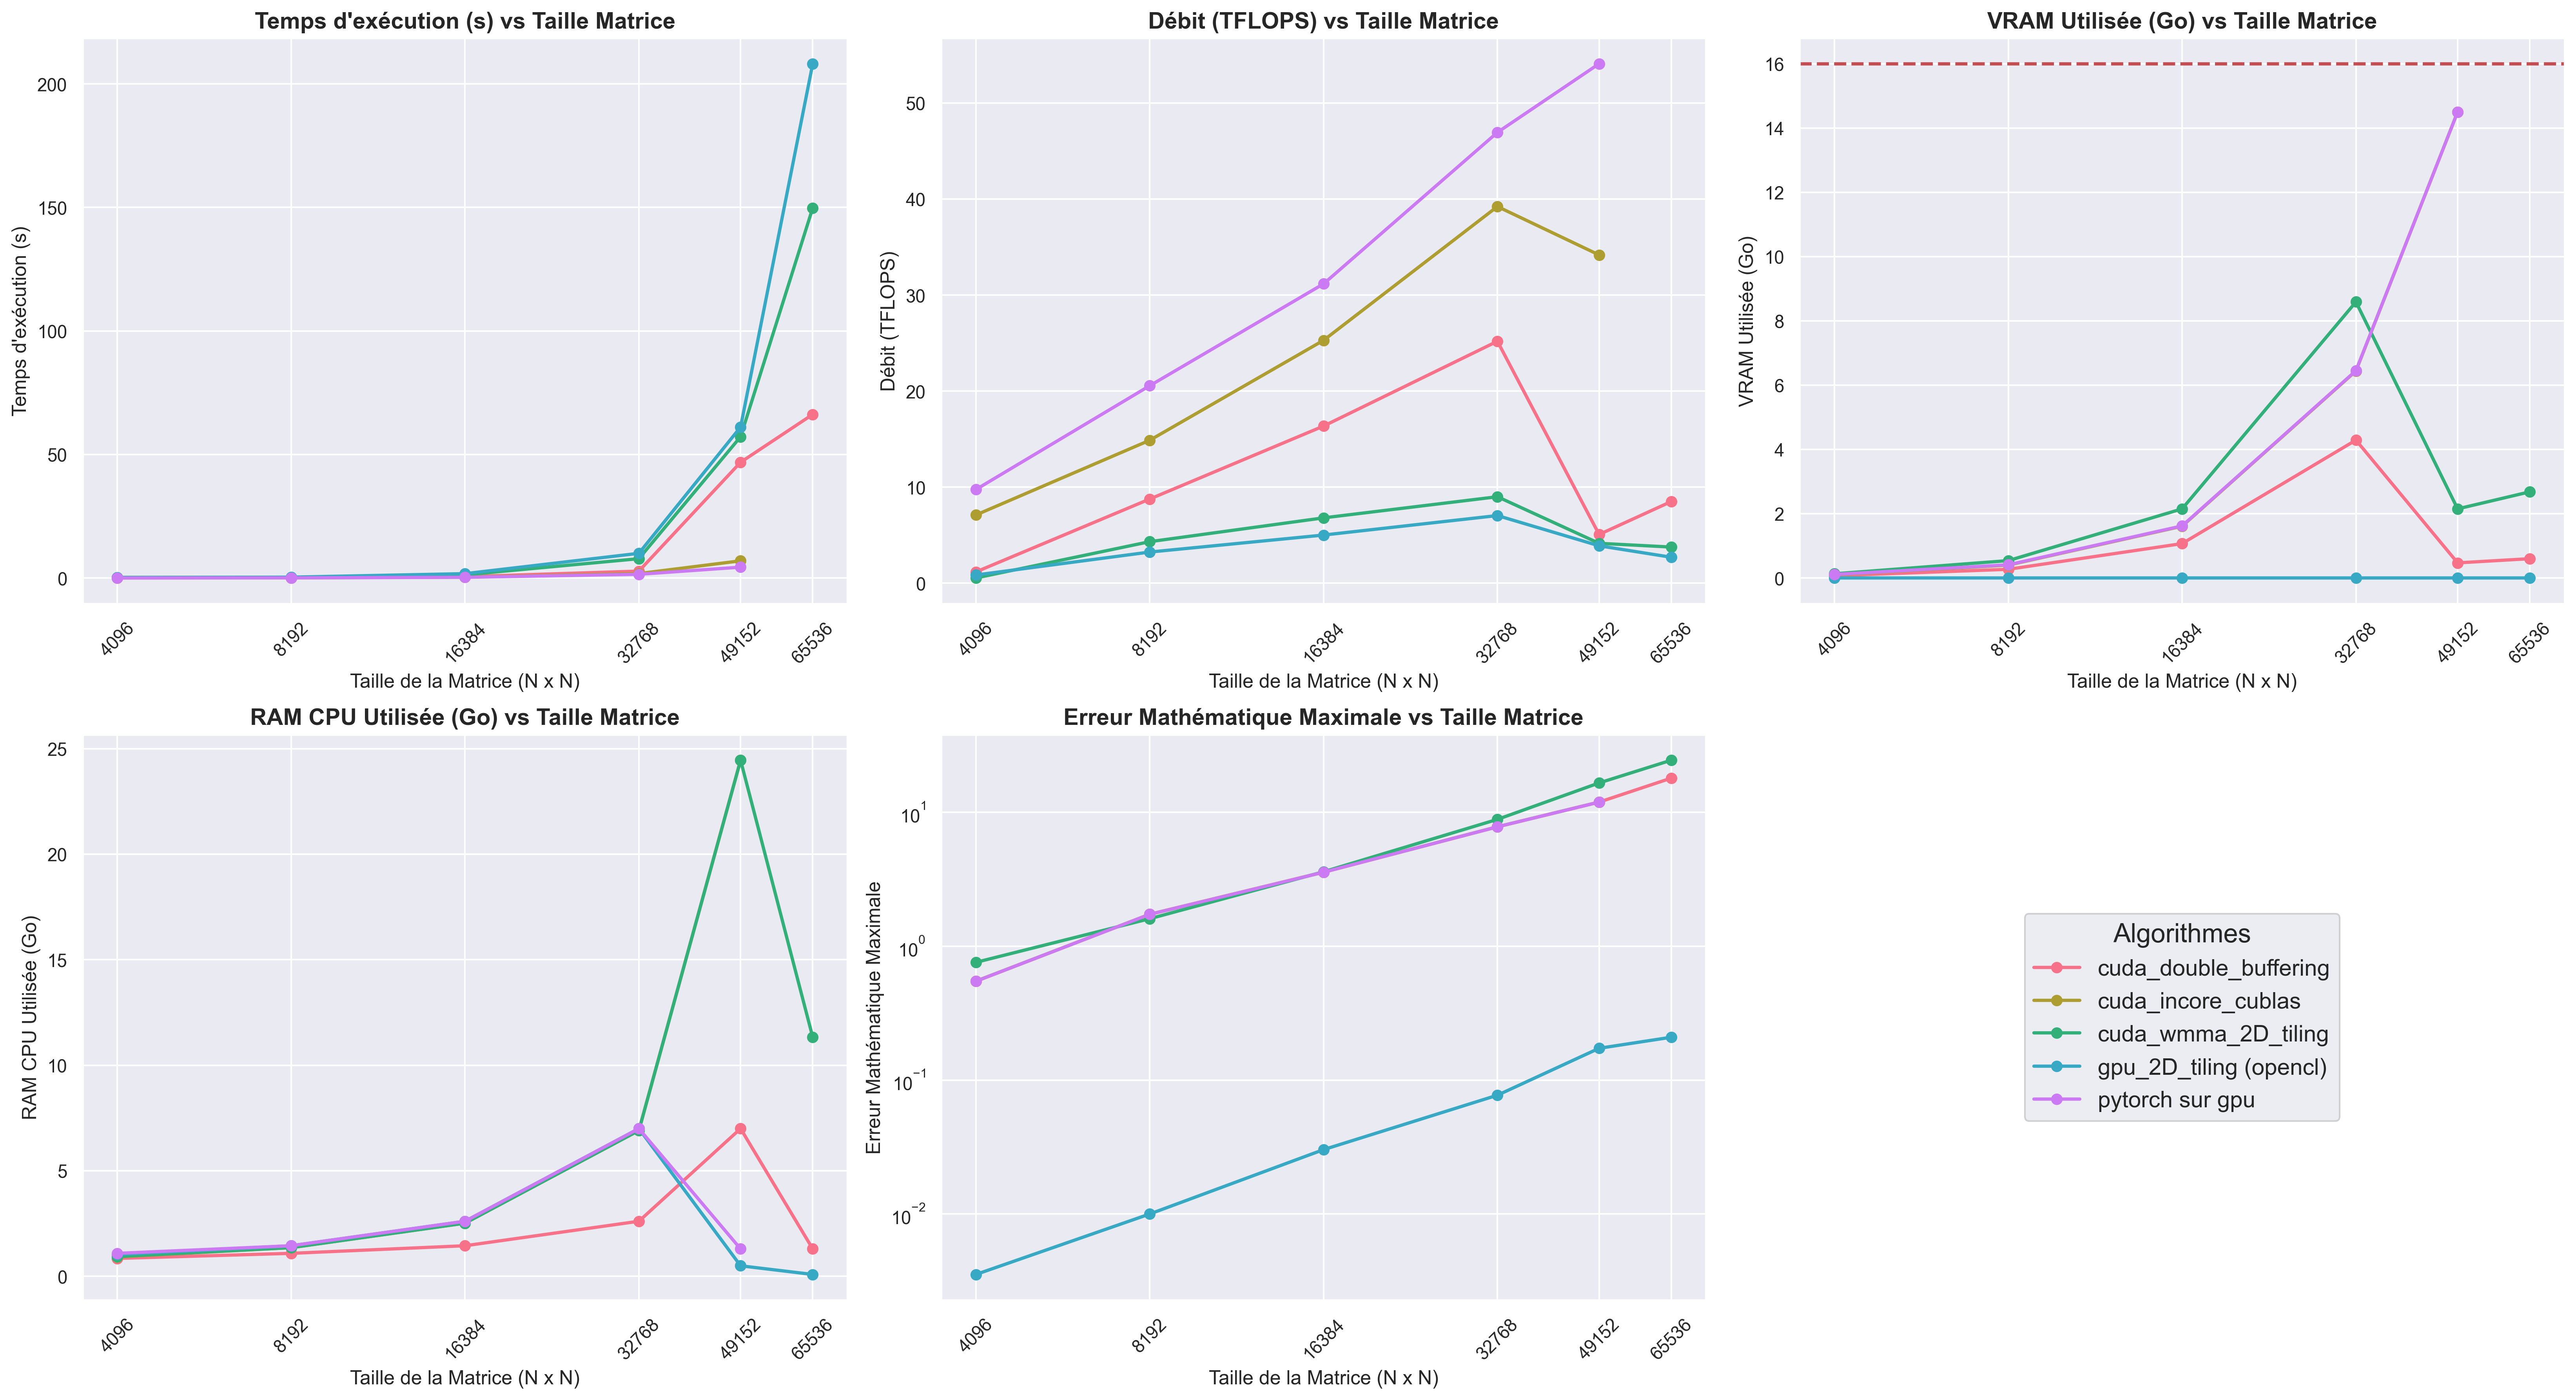 Temps d'exécution (s) vs Taille Matrice
Temps d'exécution (s)
200
150
100
50
0
4096
8192
16384
32768
49152
65536
Taille de la Matrice (N x N)
Débit (TFLOPS) vs Taille Matrice
Débit (TFLOPS)
50
40
30
20
10
0
4096
8192
16384
32768
49152
65536
Taille de la Matrice (N x N)
VRAM Utilisée (Go) vs Taille Matrice
VRAM Utilisée (Go)
16
14
12
10
8
6
4
2
0
4096
8192
16384
32768
49152
65536
Taille de la Matrice (N x N)
RAM CPU Utilisée (Go) vs Taille Matrice
RAM CPU Utilisée (Go)
25
20
15
10
5
0
4096
8192
16384
32768
49152
65536
Taille de la Matrice (N x N)
Erreur Mathématique Maximale vs Taille Matrice
Erreur Mathématique Maximale
10¹
10⁰
10⁻¹
10⁻²
4096
8192
16384
32768
49152
65536
Taille de la Matrice (N x N)
Algorithmes
cuda_double_buffering
cuda_incore_cublas
cuda_wmma_2D_tiling
gpu_2D_tiling (opencl)
pytorch sur gpu